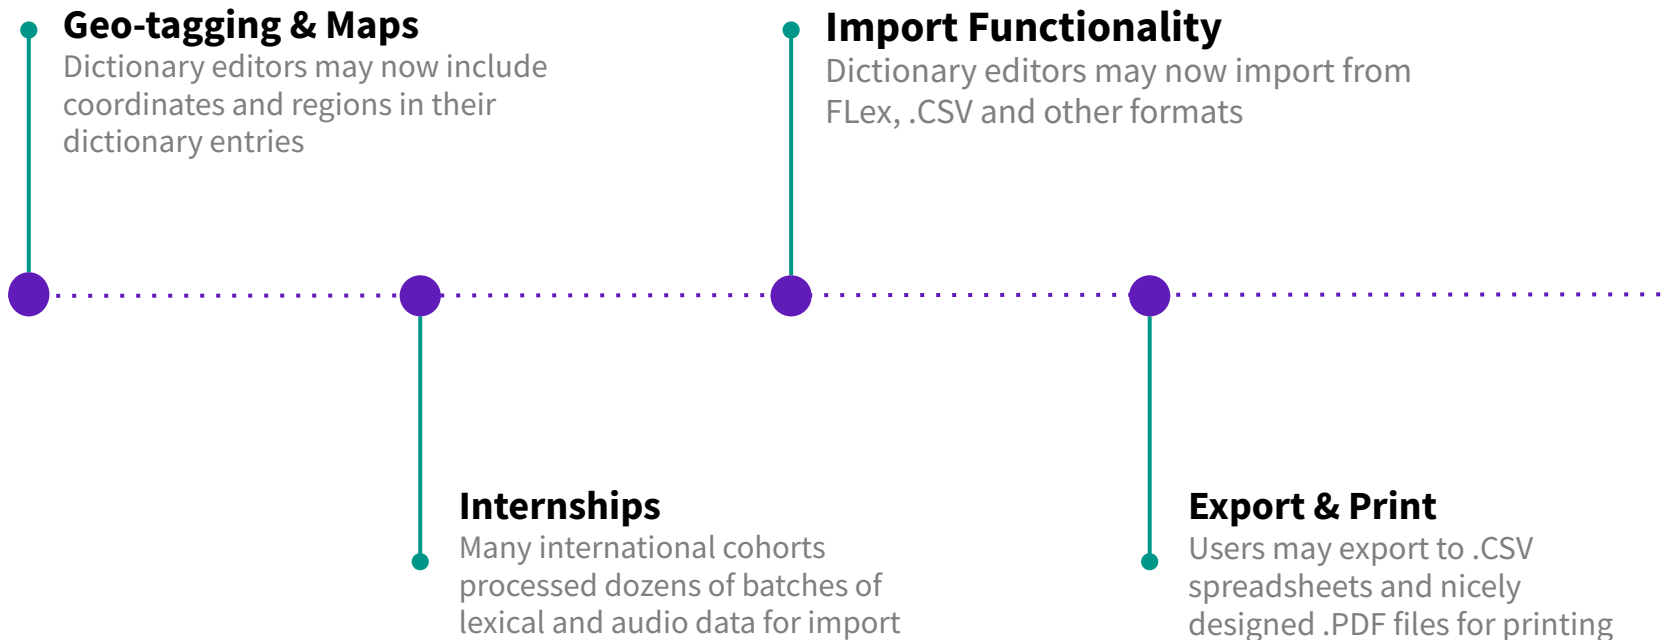 Geo-tagging & Maps
Dictionary editors may now include
coordinates and regions in their
dictionary entries
Import Functionality
Dictionary editors may now import from
FLex, .CSV and other formats
Internships
Many international cohorts
processed dozens of batches of
lexical and audio data for import
Export & Print
Users may export to .CSV
spreadsheets and nicely
designed .PDF files for printing